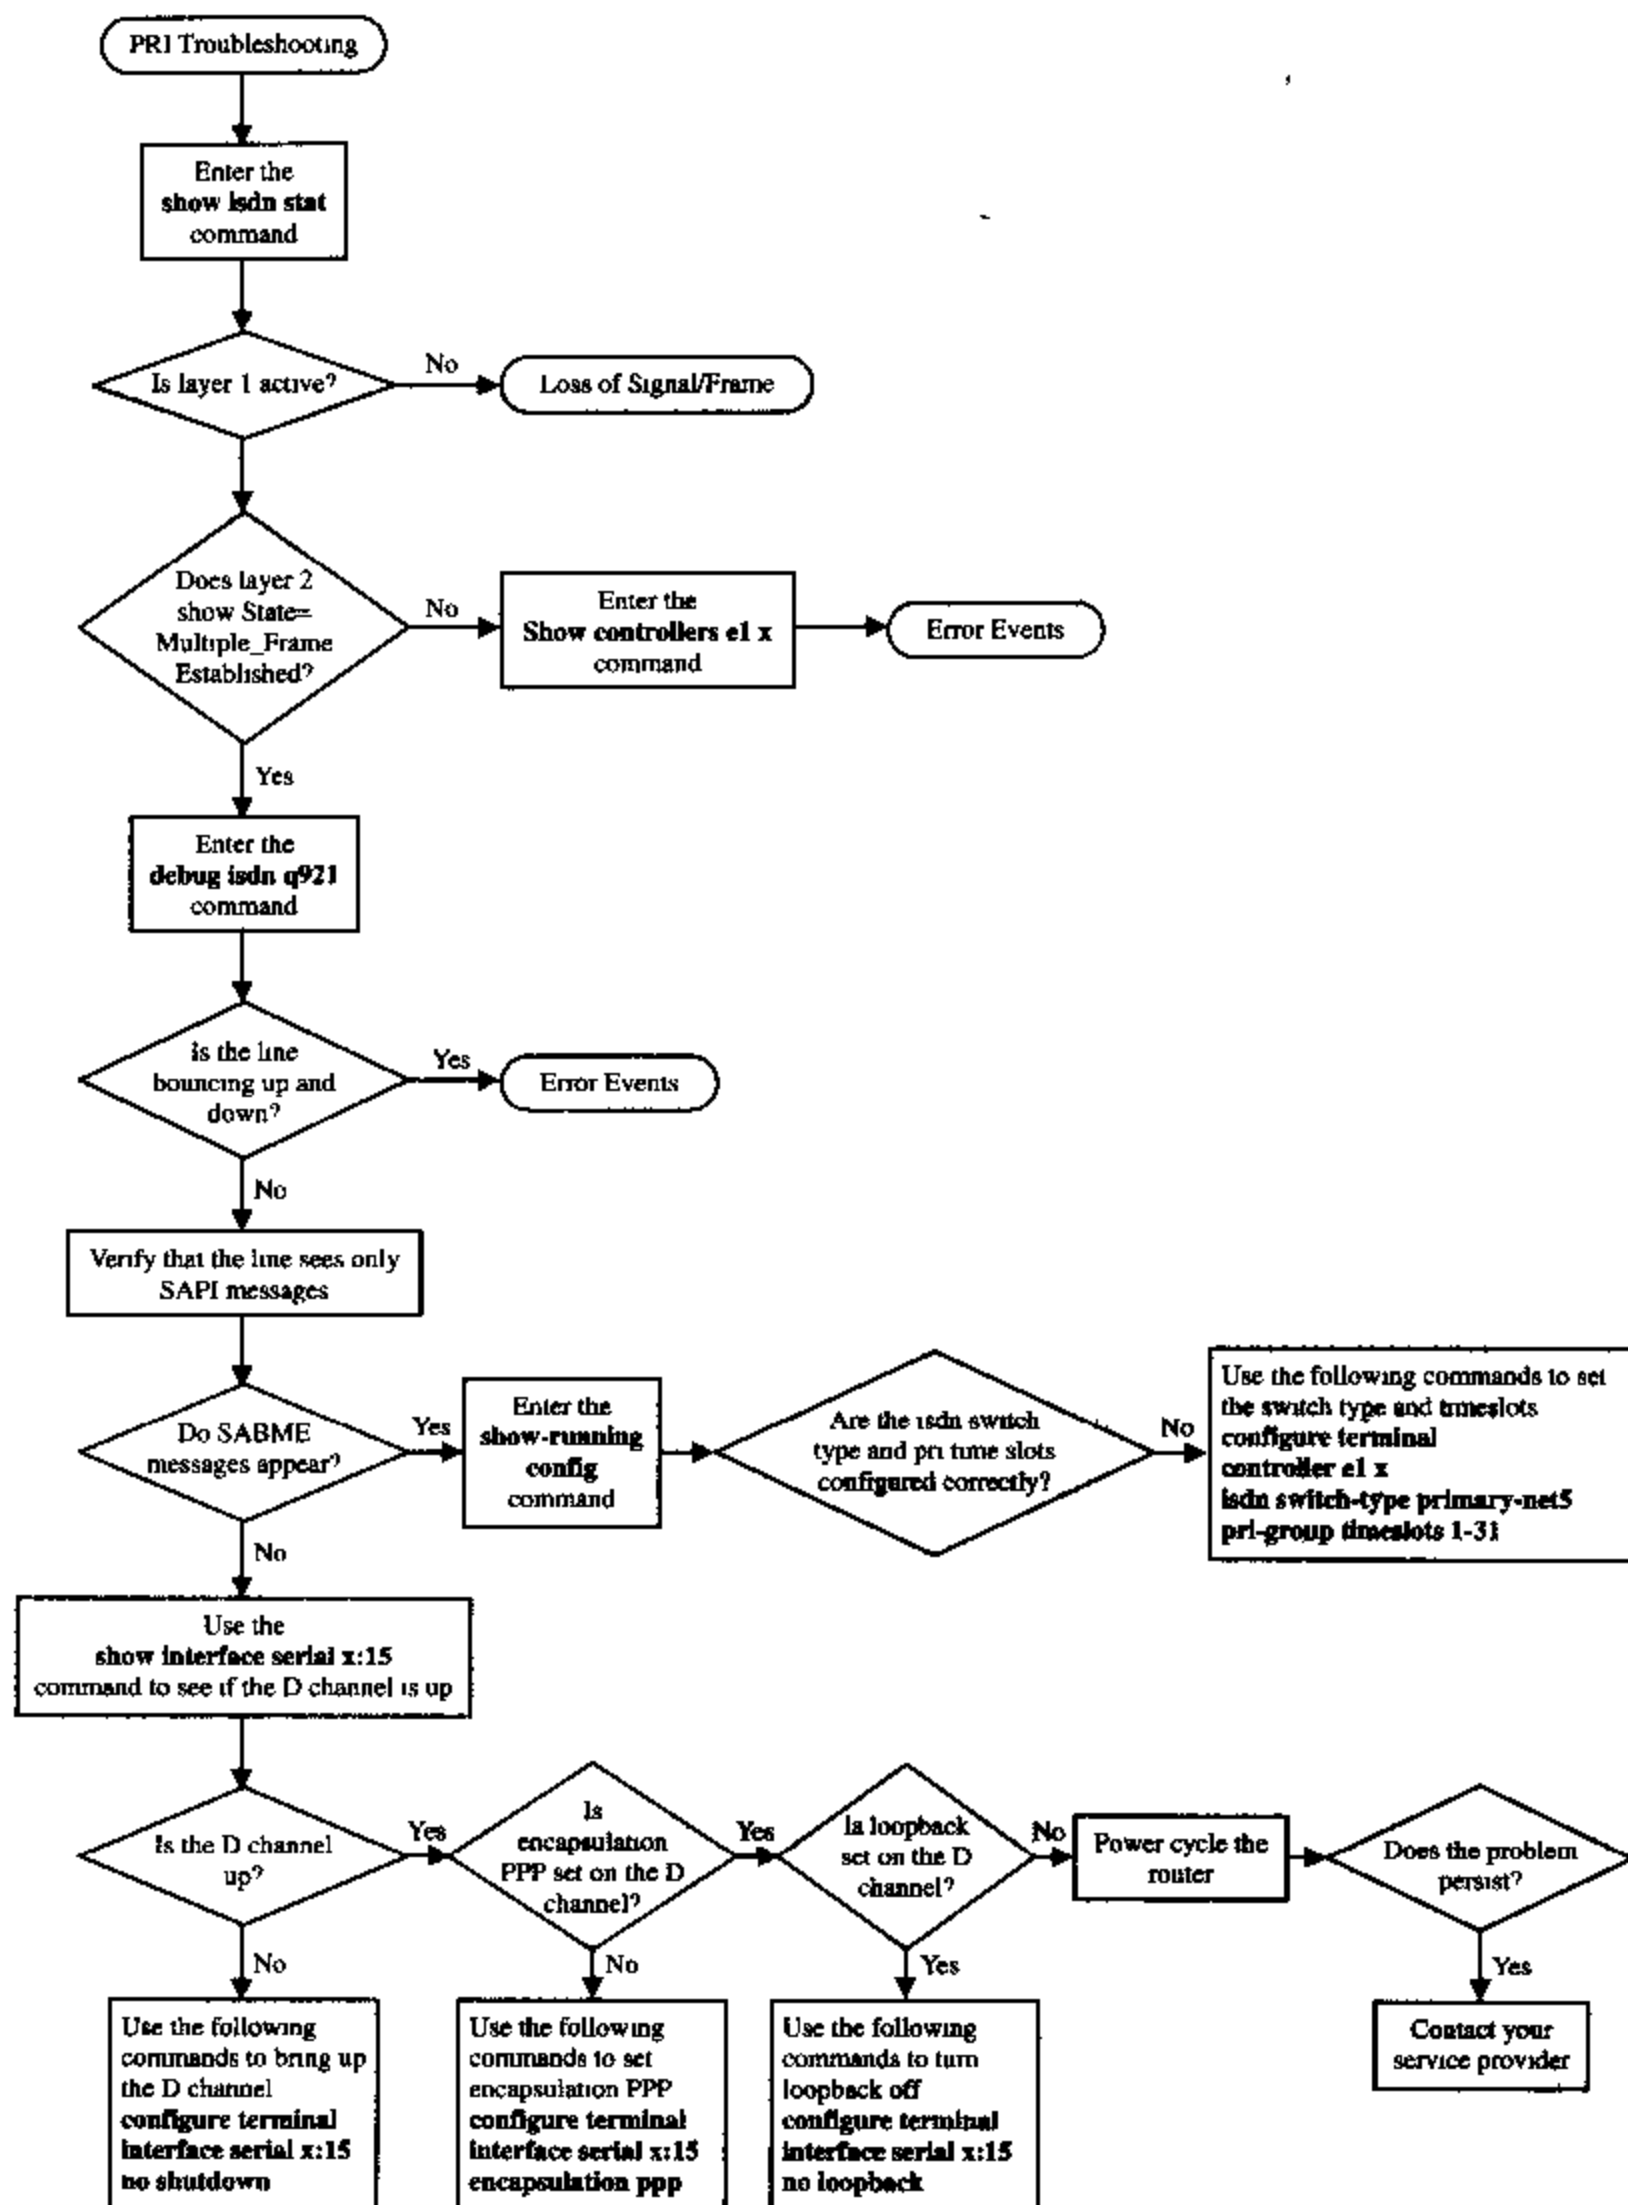 PRI Troubleshooting
Enter the
show isdn stat
command
Is layer 1 active?
No
Loss of Signal/Frame
Does layer 2
show State=
Multiple_Frame
Established?
No
Enter the
Show controllers e1 x
command
Error Events
Yes
Enter the
debug isdn q921
command
Is the line
bouncing up and
down?
Yes
Error Events
No
Verify that the line sees only
SAPI messages
Do SABME
messages appear?
Yes
Enter the
show-running
config
command
Are the isdn switch
type and pri time slots
configured correctly?
No
Use the following commands to set
the switch type and timeslots
configure terminal
controller e1 x
isdn switch-type primary-net5
pri-group timeslots 1-31
No
Use the
show interface serial x:15
command to see if the D channel is up
Is the D channel
up?
Yes
Is
encapsulation
PPP set on the D
channel?
Yes
Ia loopback
set on the D
channel?
No
Power cycle the
router
Does the problem
persist?
No
No
Yes
Yes
Use the following
commands to bring up
the D channel
configure terminal
interface serial x:15
no shutdown
Use the following
commands to set
encapsulation PPP
configure terminal
interface serial x:15
encapsulation ppp
Use the following
commands to turn
loopback off
configure terminal
interface serial x:15
no loopback
Contact your
service provider